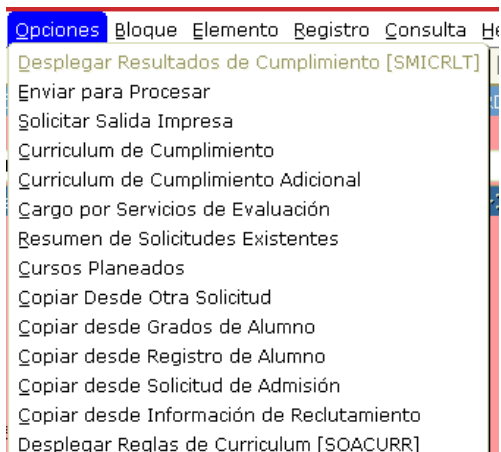 Opciones Bloque Elemento Registro Consulta
Desplegar Resultados de Cumplimiento [SMICRLT]
Enviar para Procesar
Solicitar Salida Impresa
Curriculum de Cumplimiento
Curriculum de Cumplimiento Adicional
Cargo por Servicios de Evaluación
Resumen de Solicitudes Existentes
Cursos Planeados
Copiar Desde Otra Solicitud
Copiar desde Grados de Alumno
Copiar desde Registro de Alumno
Copiar desde Solicitud de Admisión
Copiar desde Información de Reclutamiento
Desplegar Reglas de Curriculum [SOACURR]